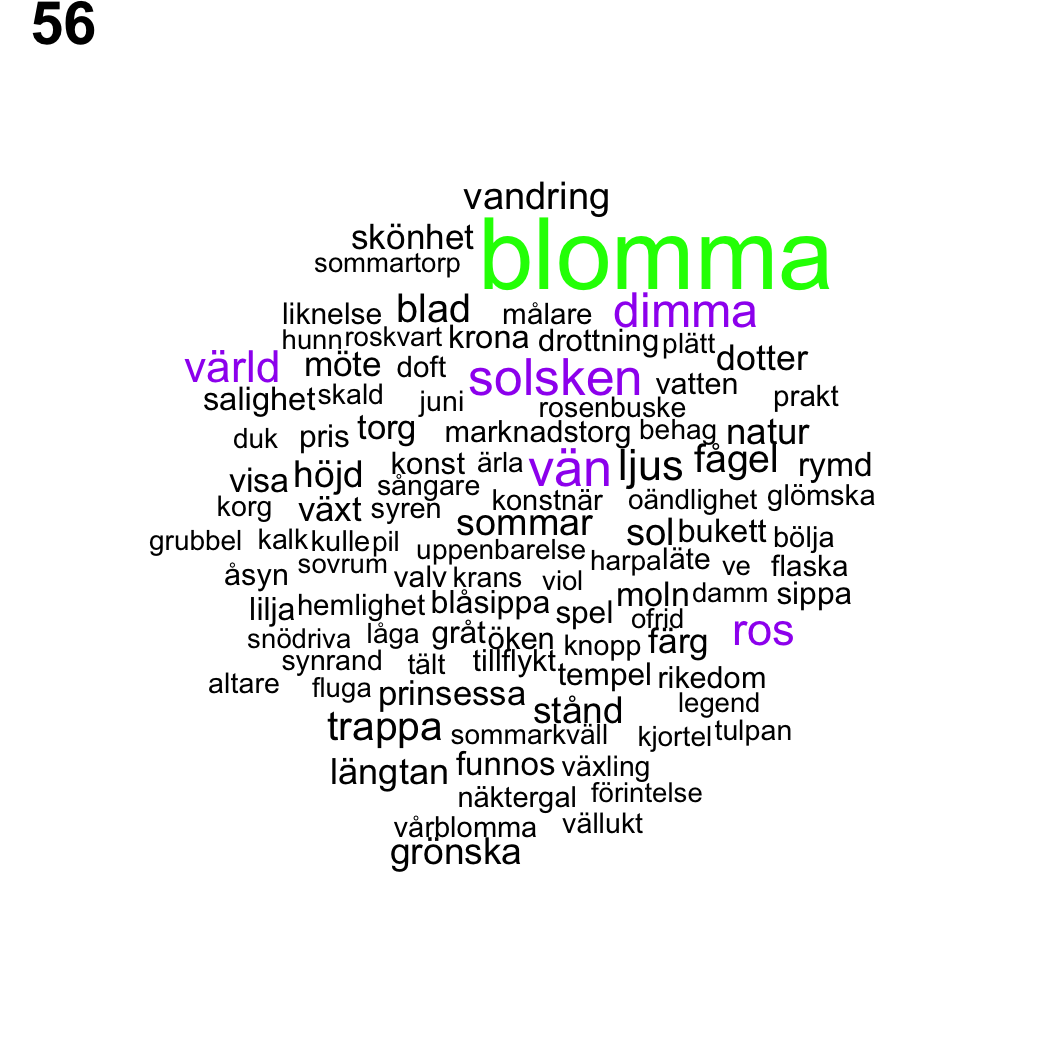 56
vandring
skönhet blomma
sommartorp
liknelse blad målare dimma
hunn roskvart krona drottning plätt
värld möte doft solsken vatten dotter
salighet skald juni rosenbuske prakt
duk pris torg marknadstorg behag natur
visa höjd konst ärla vän ljus fågel rymd
sångare
korg växt syren konstnär oändlighet glömska
sommar sol bukett bölja
grubbel kalk kulle pil uppenbarelse
åsyn sovrum valv krans viol harpa läte ve flaska
lilja hemlighet blåsippa spel moln damm sippa
ofrid
snödriva låga gråt öken knopp färg ros
synrand tält tillflykt tempel rikedom
altare fluga prinsessa stånd legend
trappa sommarkväll kjortel tulpan
längtan funnos växling
näktergal förintelse
vårblomma vällukt
grönska